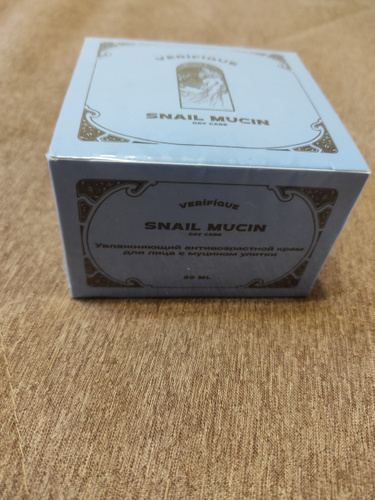 VERIFIQUE
SNAIL MUCIN
DAY CARE
VERIFIQUE
SNAIL MUCIN
DAY CARE
Увлажняющий антивозрастной крем
для лица с муцином улитки
50 ML